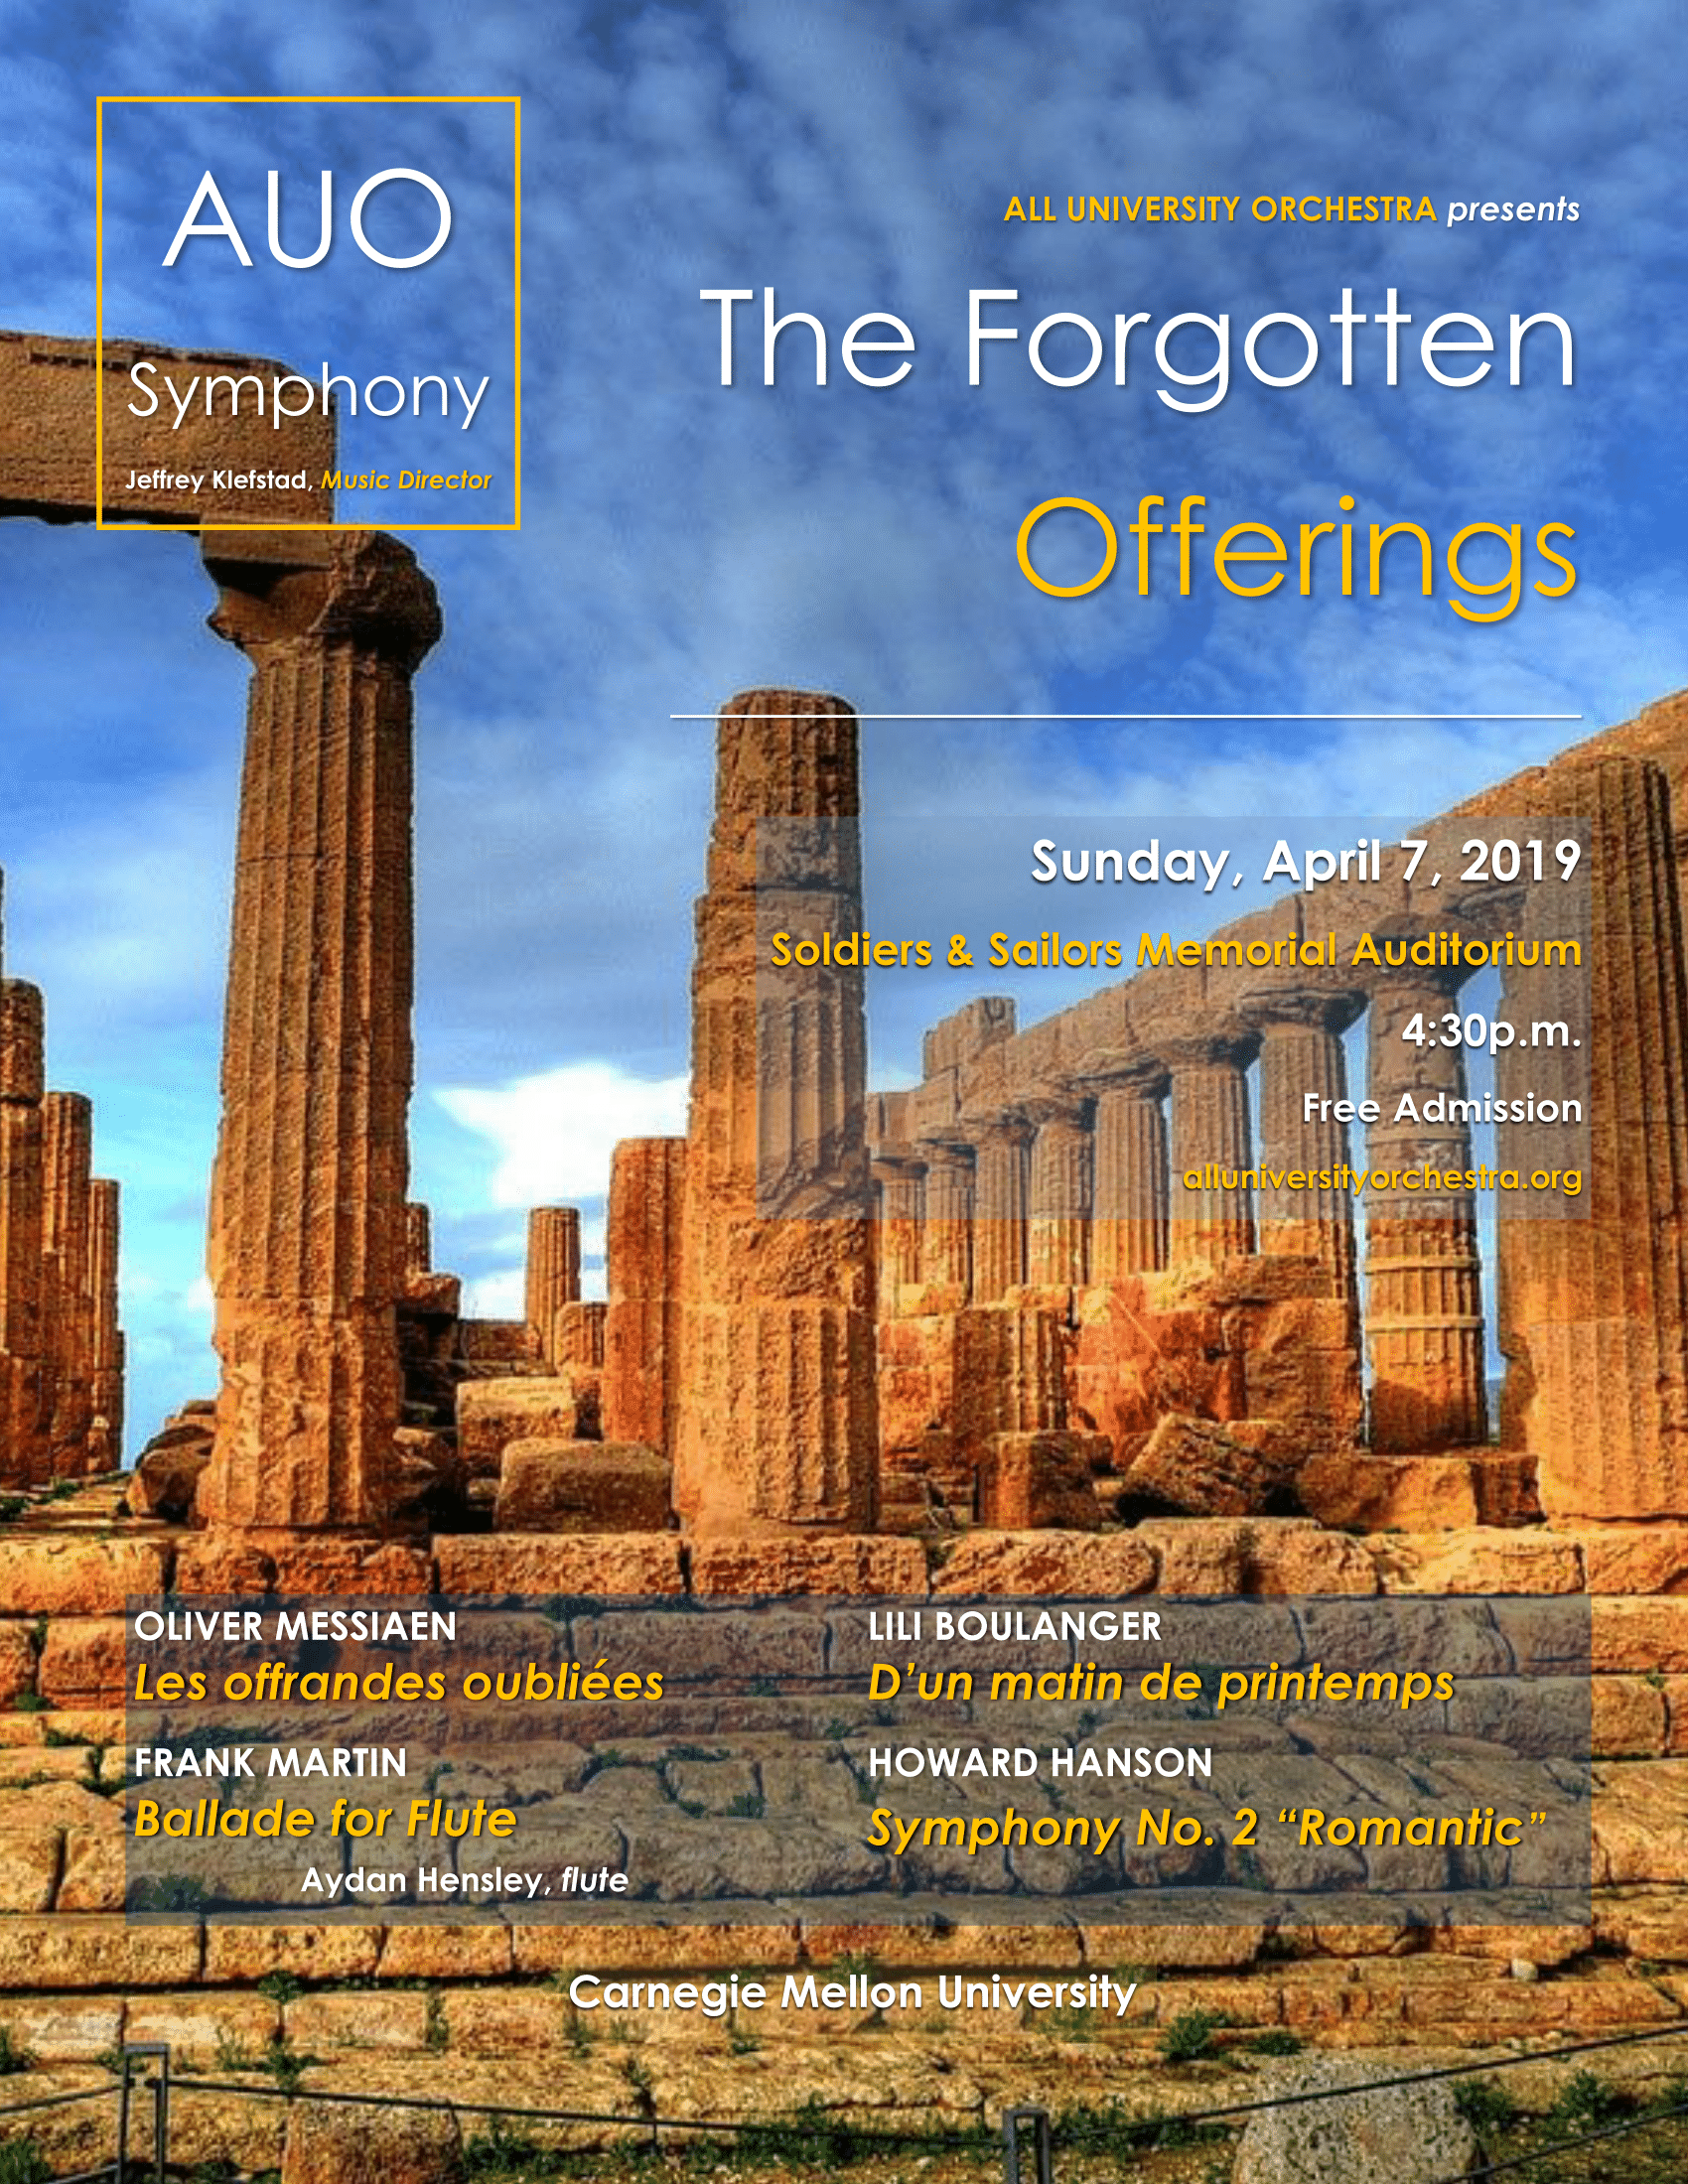 AUO
Symphony
Jeffrey Klefstad, Music Director
ALL UNIVERSITY ORCHESTRA presents
The Forgotten
Offerings
Sunday, April 7, 2019
Soldiers & Sailors Memorial Auditorium
4:30p.m.
Free Admission
alluniversityorchestra.org
OLIVER MESSIAEN
Les offrandes oubliées
FRANK MARTIN
Ballade for Flute
Aydan Hensley, flute
LILI BOULANGER
D’un matin de printemps
HOWARD HANSON
Symphony No. 2 “Romantic”
Carnegie Mellon University